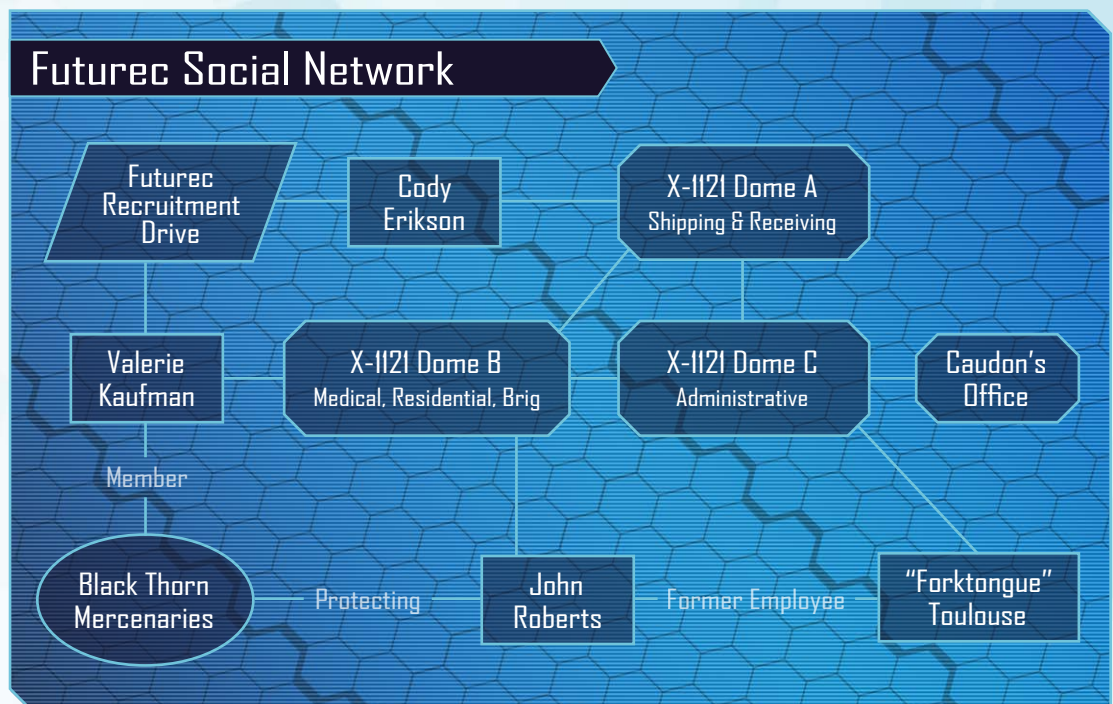 Futurec Social Network
Futurec
Recruitment
Drive
Cody
Erikson
X-1121 Dome A
Shipping & Receiving
Valerie
Kaufman
X-1121 Dome B
Medical, Residential, Brig
X-1121 Dome C
Administrative
Caudon's
Office
Member
Black Thorn
Mercenaries
Protecting
John
Roberts
Former Employee
"Forktongue"
Toulouse